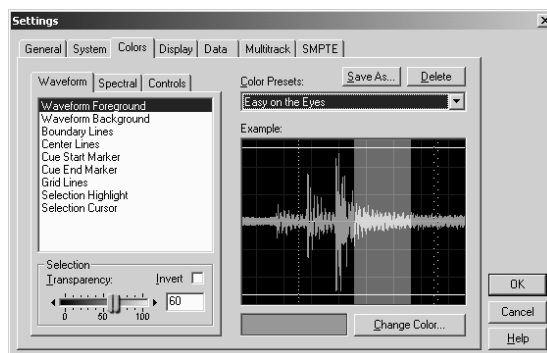 Settings
General System Colors Display Data Multitrack SMPTE
Waveform Spectral Controls
Waveform Foreground
Waveform Background
Boundary Lines
Center Lines
Cue Start Marker
Cue End Marker
Grid Lines
Selection Highlight
Selection Cursor
Selection
Transparency: Invert
60
0 50 100
Color Presets: Save As... Delete
Easy on the Eyes
Example:
Change Color...
OK
Cancel
Help